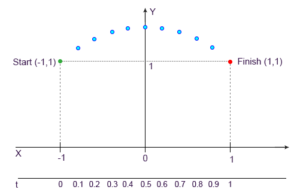 Y
Start (-1,1)
1
Finish (1,1)
X
-1 0 1
t 0 0.1 0.2 0.3 0.4 0.5 0.6 0.7 0.8 0.9 1